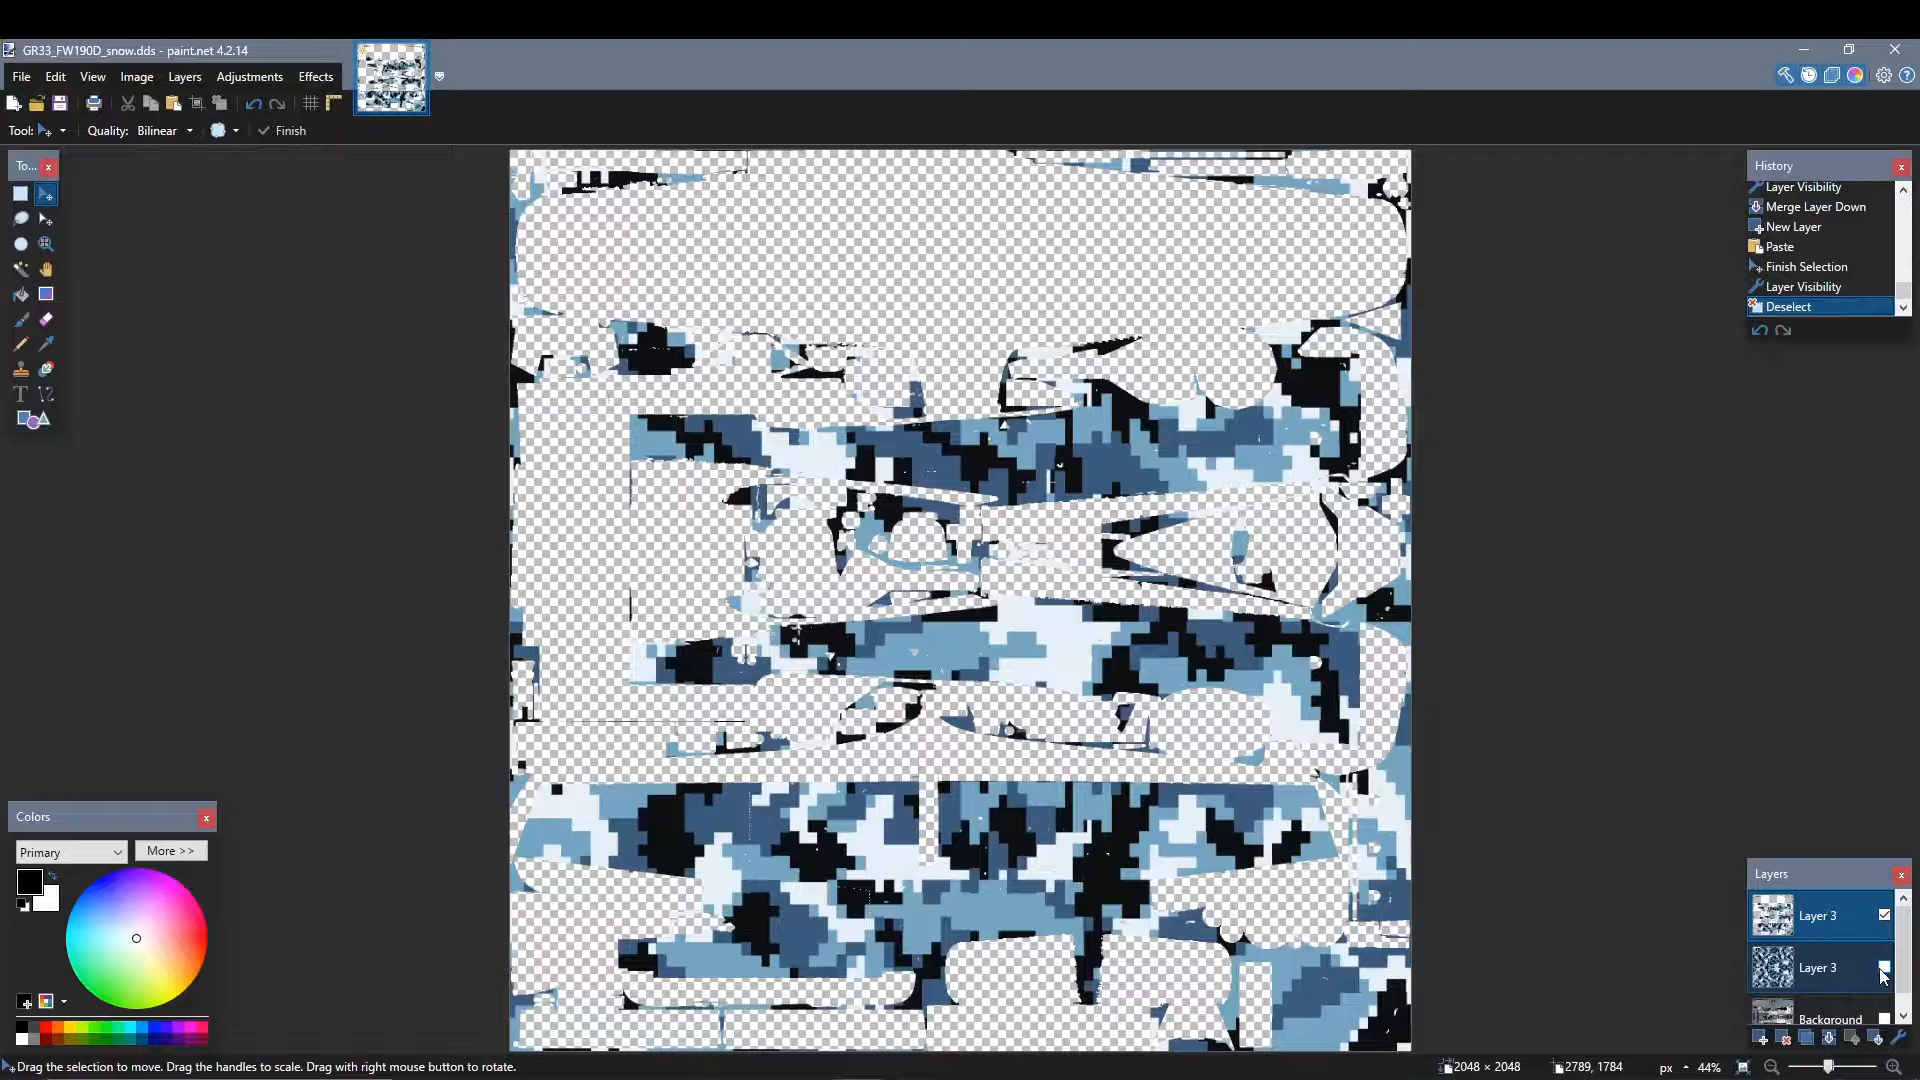 GR33_FW190D_snow.dds - paint.net 4.2.14
File Edit View Image Layers Adjustments Effects
Tool: Quality: Bilinear Finish
To...
History
Layer Visibility
Merge Layer Down
New Layer
Paste
Finish Selection
Layer Visibility
Deselect
Colors
Primary More >>
Layers
Layer 3
Layer 3
Background
Drag the selection to move. Drag the handles to scale. Drag with right mouse button to rotate.
2048 × 2048 2789, 1784 px 44%